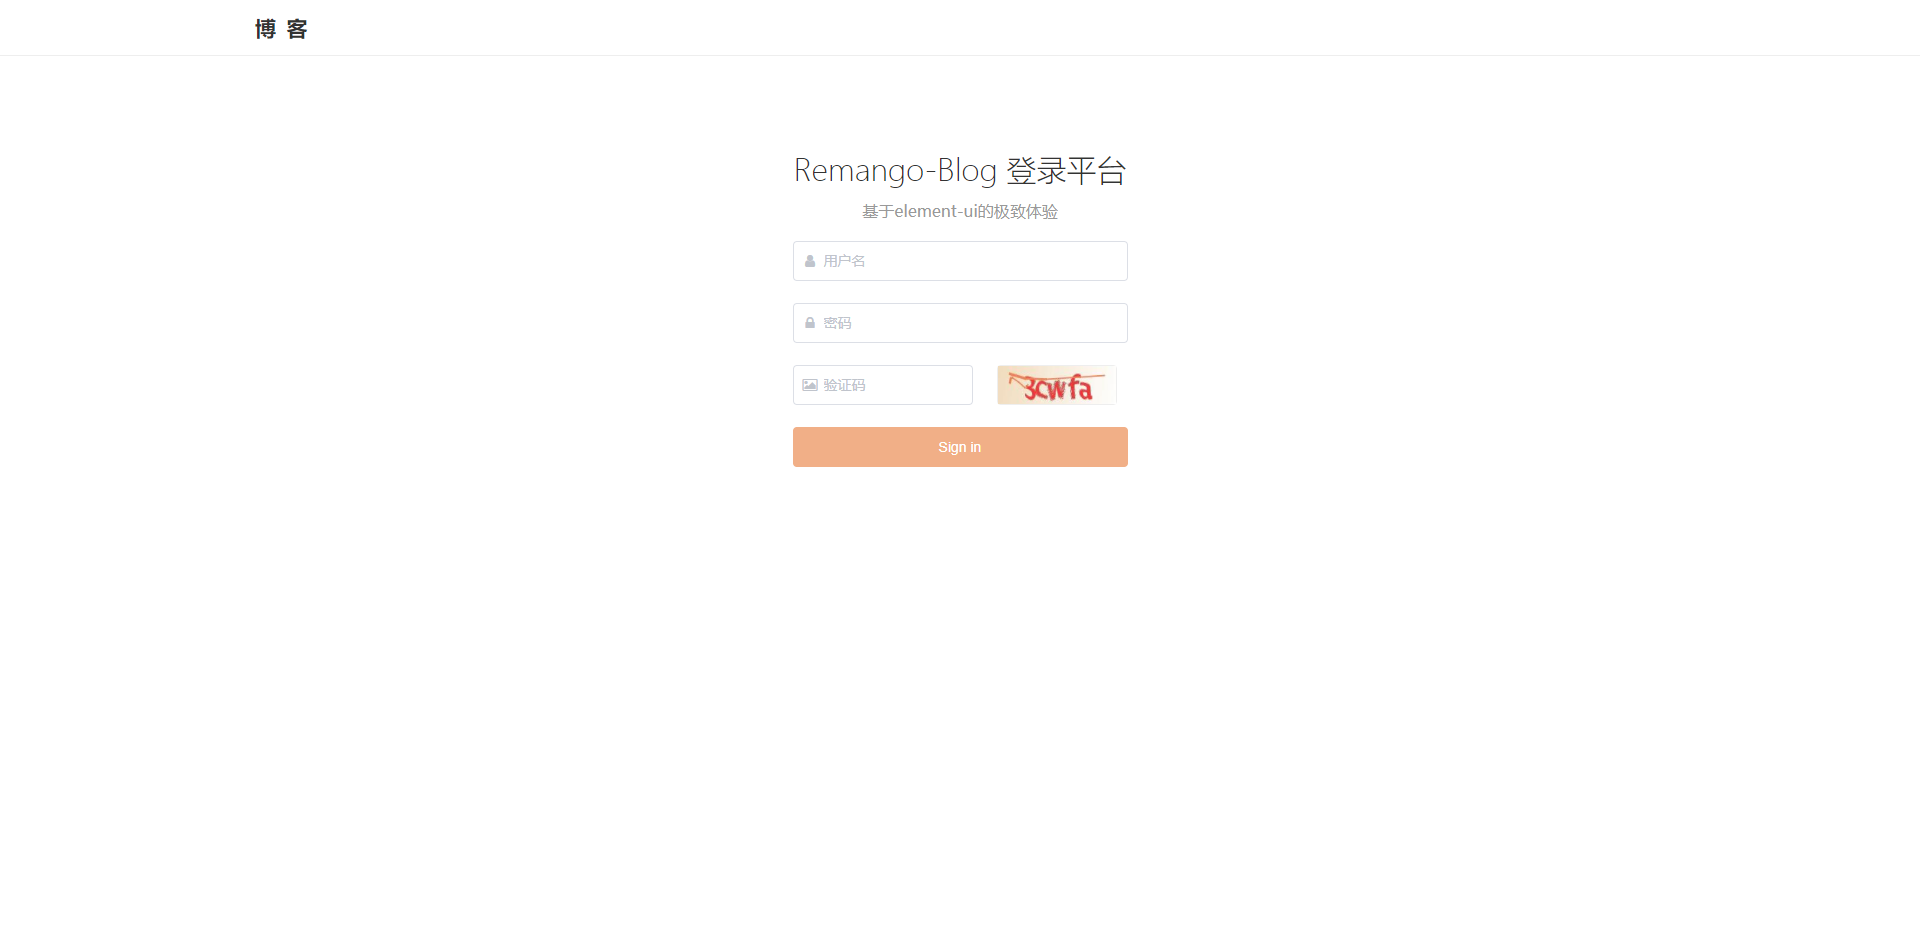 博 客
Remango-Blog 登录平台
基于element-ui的极致体验
用户名
密码
验证码
3cwfa
Sign in